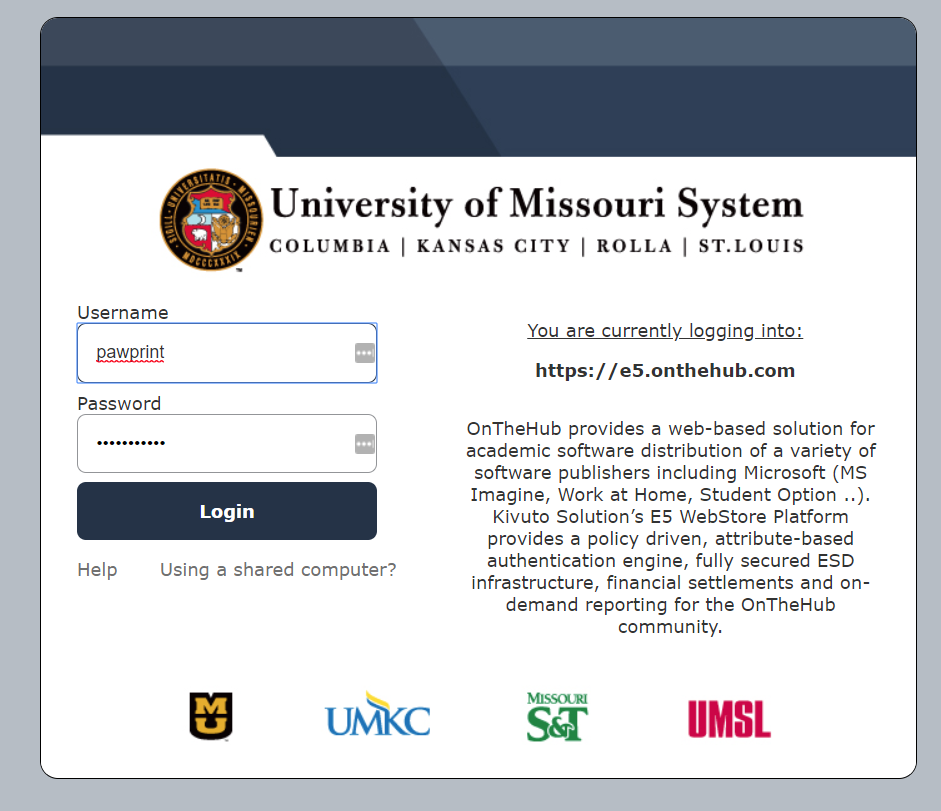 SIGILL · UNIVERSITATIS · MISSOURIEN · MDCCCXXXIX
University of Missouri System
COLUMBIA | KANSAS CITY | ROLLA | ST.LOUIS
Username
pawprint
Password
Login
Help Using a shared computer?
You are currently logging into:
https://e5.onthehub.com
OnTheHub provides a web-based solution for
academic software distribution of a variety of
software publishers including Microsoft (MS
Imagine, Work at Home, Student Option ..).
Kivuto Solution’s E5 WebStore Platform
provides a policy driven, attribute-based
authentication engine, fully secured ESD
infrastructure, financial settlements and on-
demand reporting for the OnTheHub
community.
MU
UMKC
MISSOURI
S&T
UMSL